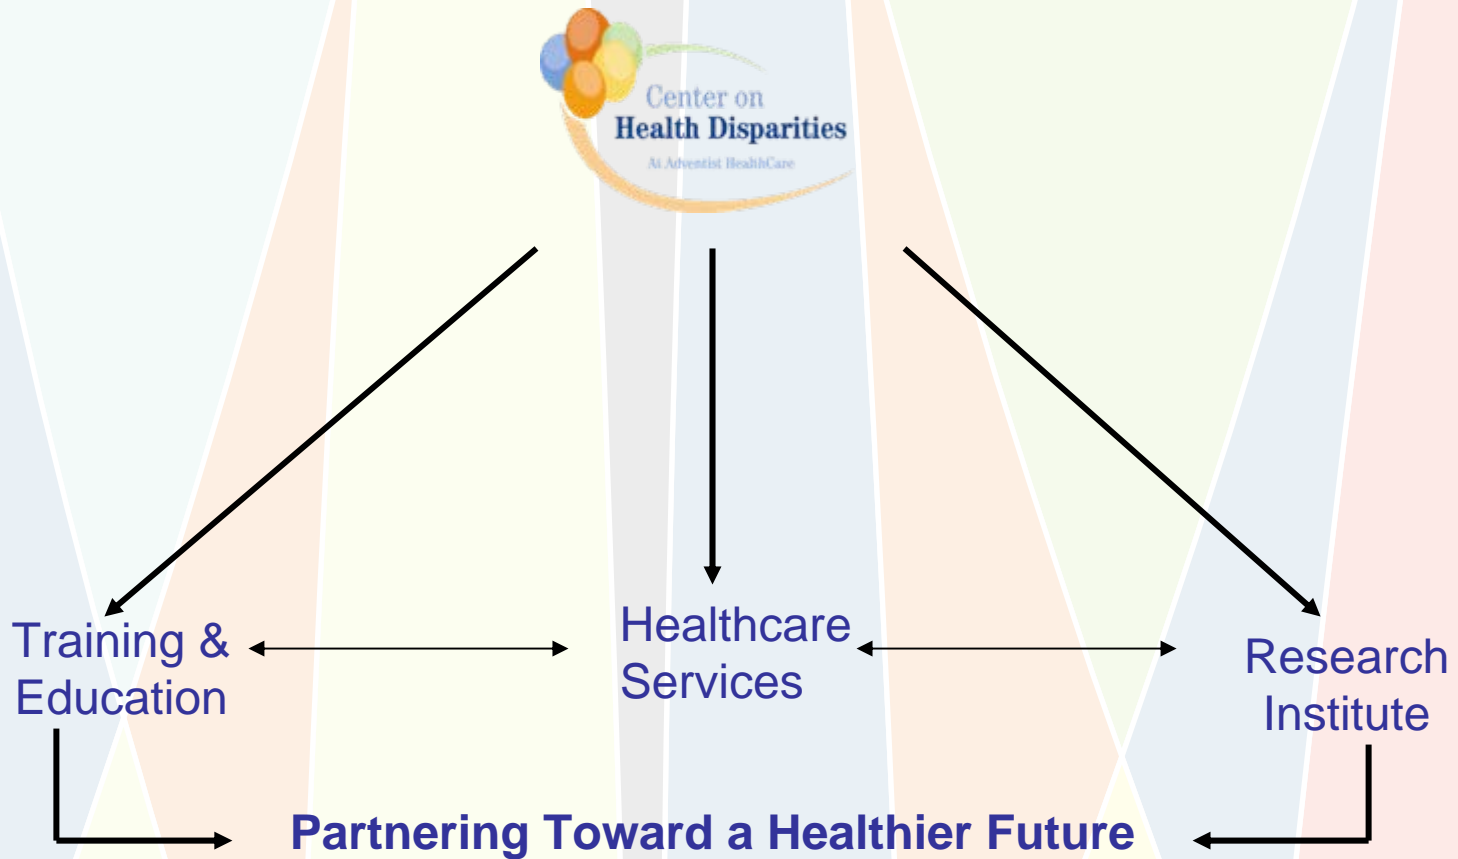 Center on
Health Disparities
At Adventist HealthCare
Training &
Education
Healthcare
Services
Research
Institute
Partnering Toward a Healthier Future